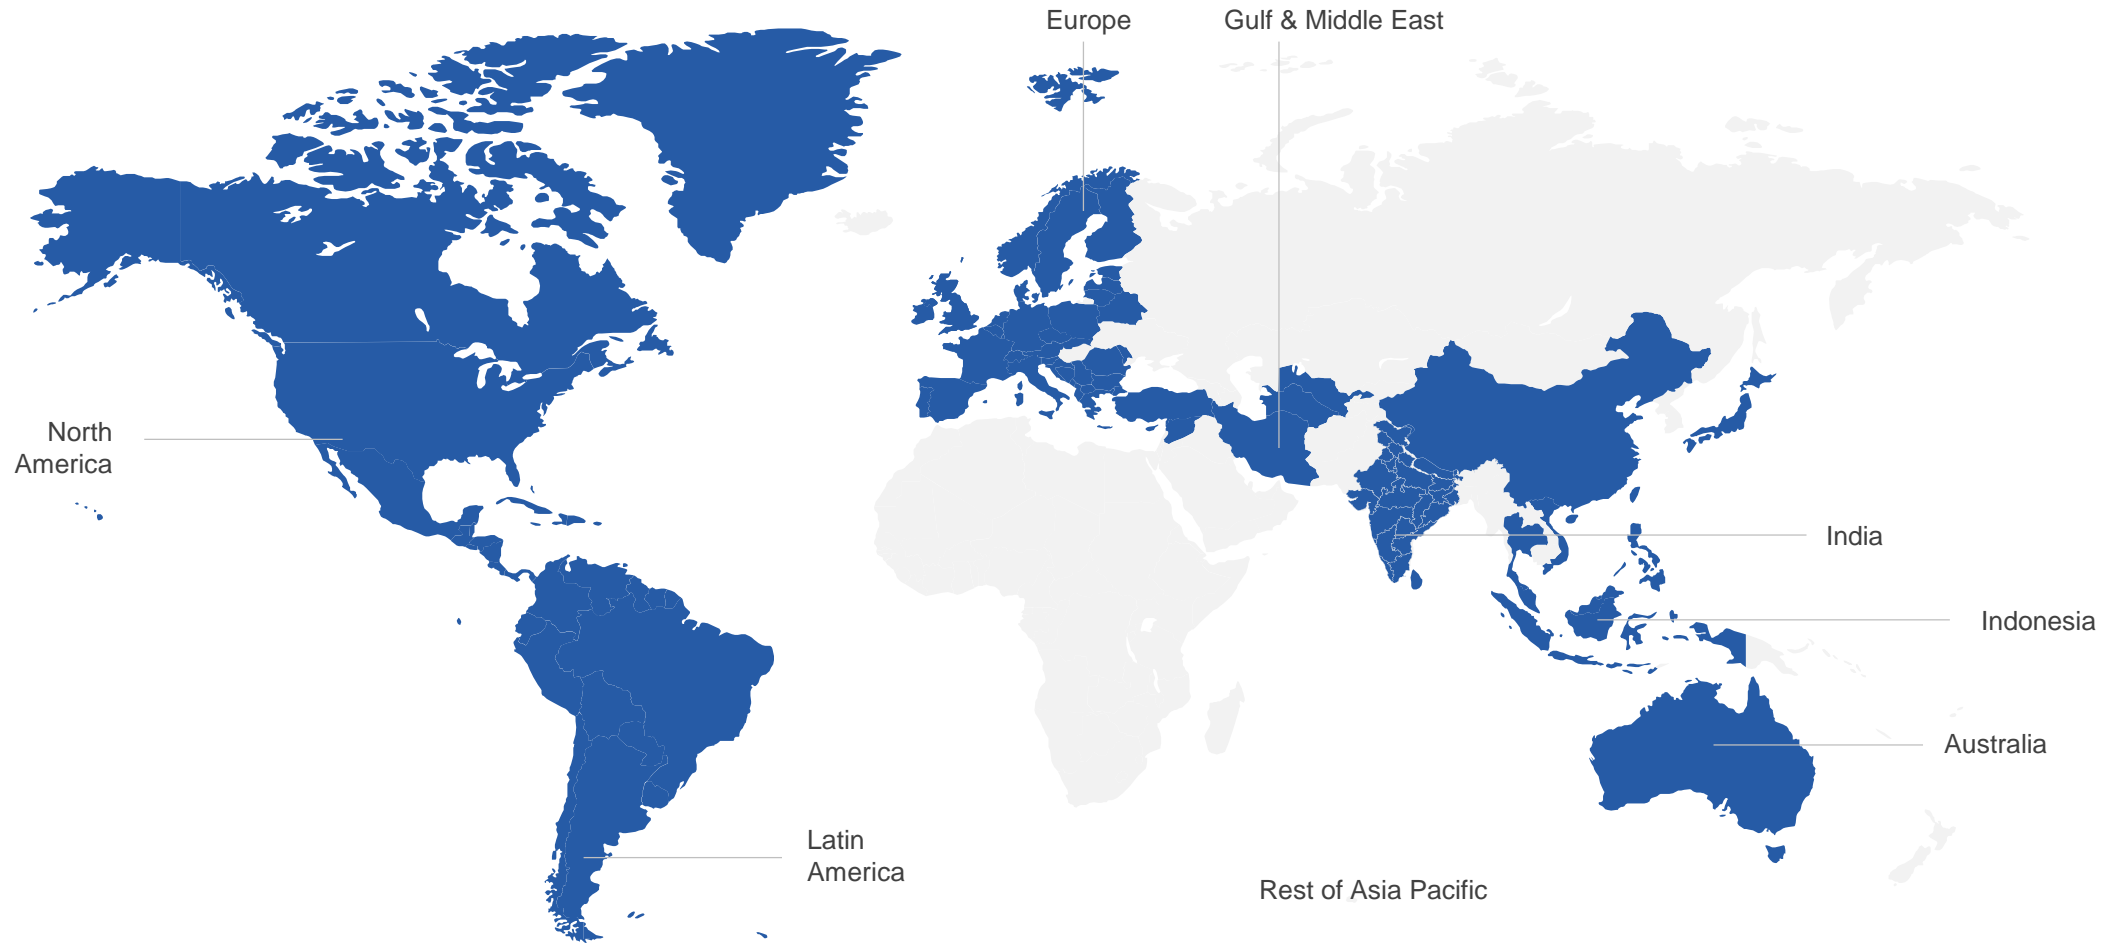 Europe
Gulf & Middle East
North
America
India
Indonesia
Australia
Latin
America
Rest of Asia Pacific